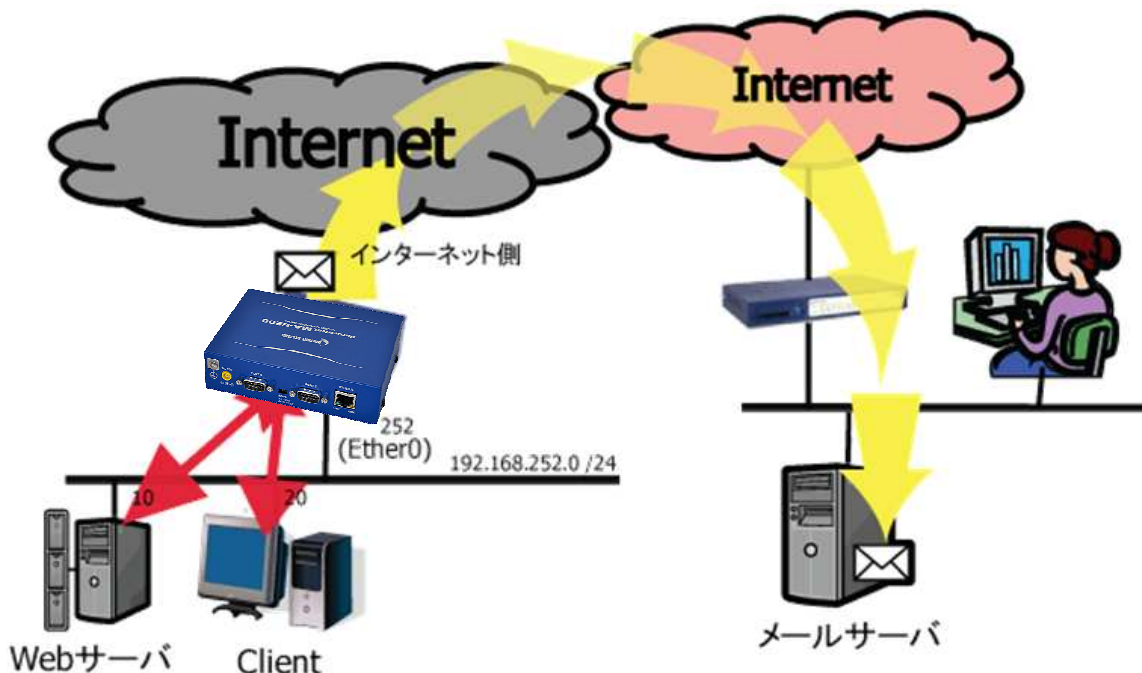 Internet
Internet
インターネット側
252
(Ether0)
192.168.252.0 /24
10
20
Webサーバ
Client
メールサーバ